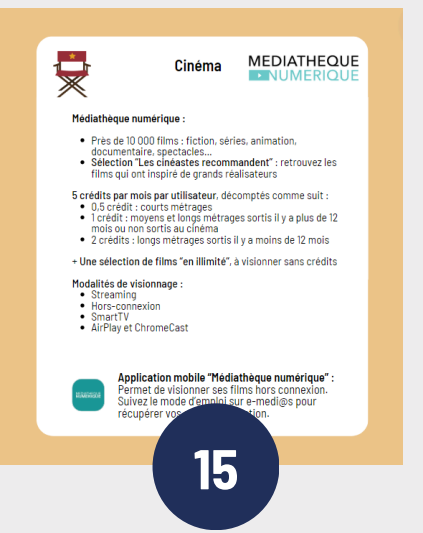 Cinéma
MEDIATHEQUE
NUMERIQUE
Médiathèque numérique :
• Près de 10 000 films : fiction, séries, animation,
documentaire, spectacles...
• Sélection "Les cinéastes recommandent" : retrouvez les
films qui ont inspiré de grands réalisateurs
5 crédits par mois par utilisateur, décomptés comme suit :
• 0,5 crédit : courts métrages
• 1 crédit : moyens et longs métrages sortis il y a plus de 12
mois ou non sortis au cinéma
• 2 crédits : longs métrages sortis il y a moins de 12 mois
+ Une sélection de films "en illimité", à visionner sans crédits
Modalités de visionnage :
• Streaming
• Hors-connexion
• SmartTV
• AirPlay et ChromeCast
Application mobile "Médiathèque numérique" :
Permet de visionner ses films hors connexion.
Suivez le mode d'emploi sur e-medi@s pour
récupérer vos
15